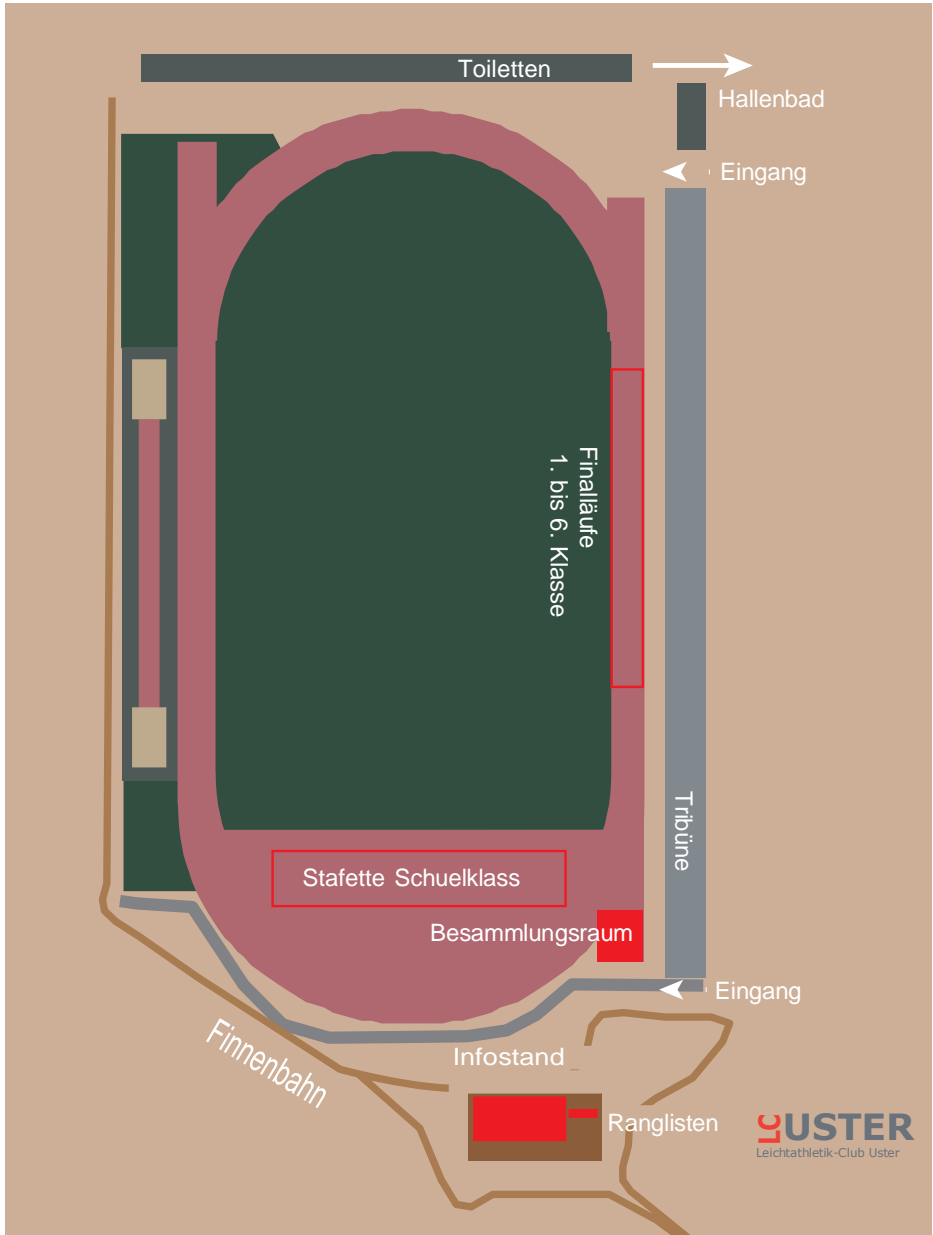 Toiletten
Hallenbad
Eingang
Finalläufe
1. bis 6. Klasse
Tribüne
Stafette Schuelklass
Besammlungsraum
Eingang
Finnenbahn
Infostand
Ranglisten
LC USTER
Leichtathletik-Club Uster